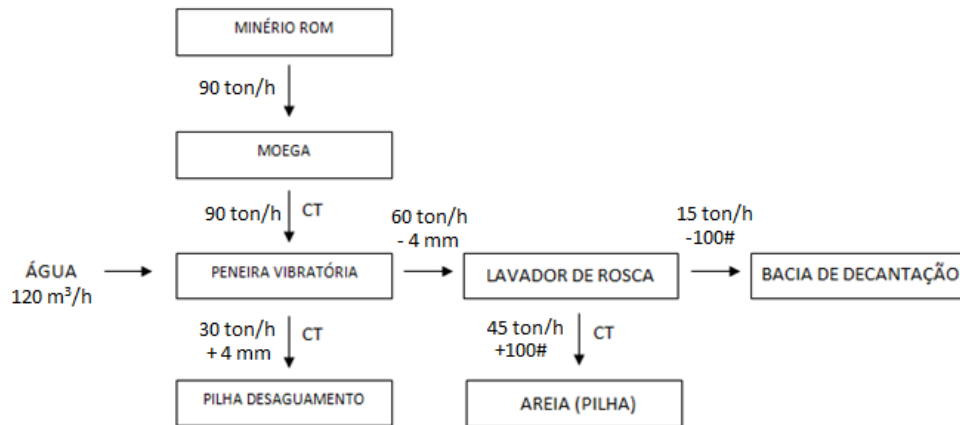 MINÉRIO ROM
90 ton/h
MOEGA
90 ton/h
CT
60 ton/h
- 4 mm
15 ton/h
-100#
ÁGUA
120 m³/h
PENEIRA VIBRATÓRIA
LAVADOR DE ROSCA
BACIA DE DECANTAÇÃO
30 ton/h
+ 4 mm
CT
45 ton/h
+100#
CT
PILHA DESAGUAMENTO
AREIA (PILHA)